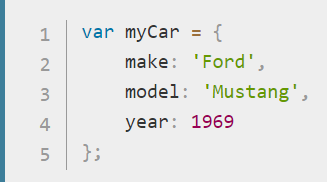 1 var myCar = {
2     make: 'Ford',
3     model: 'Mustang',
4     year: 1969
5 };